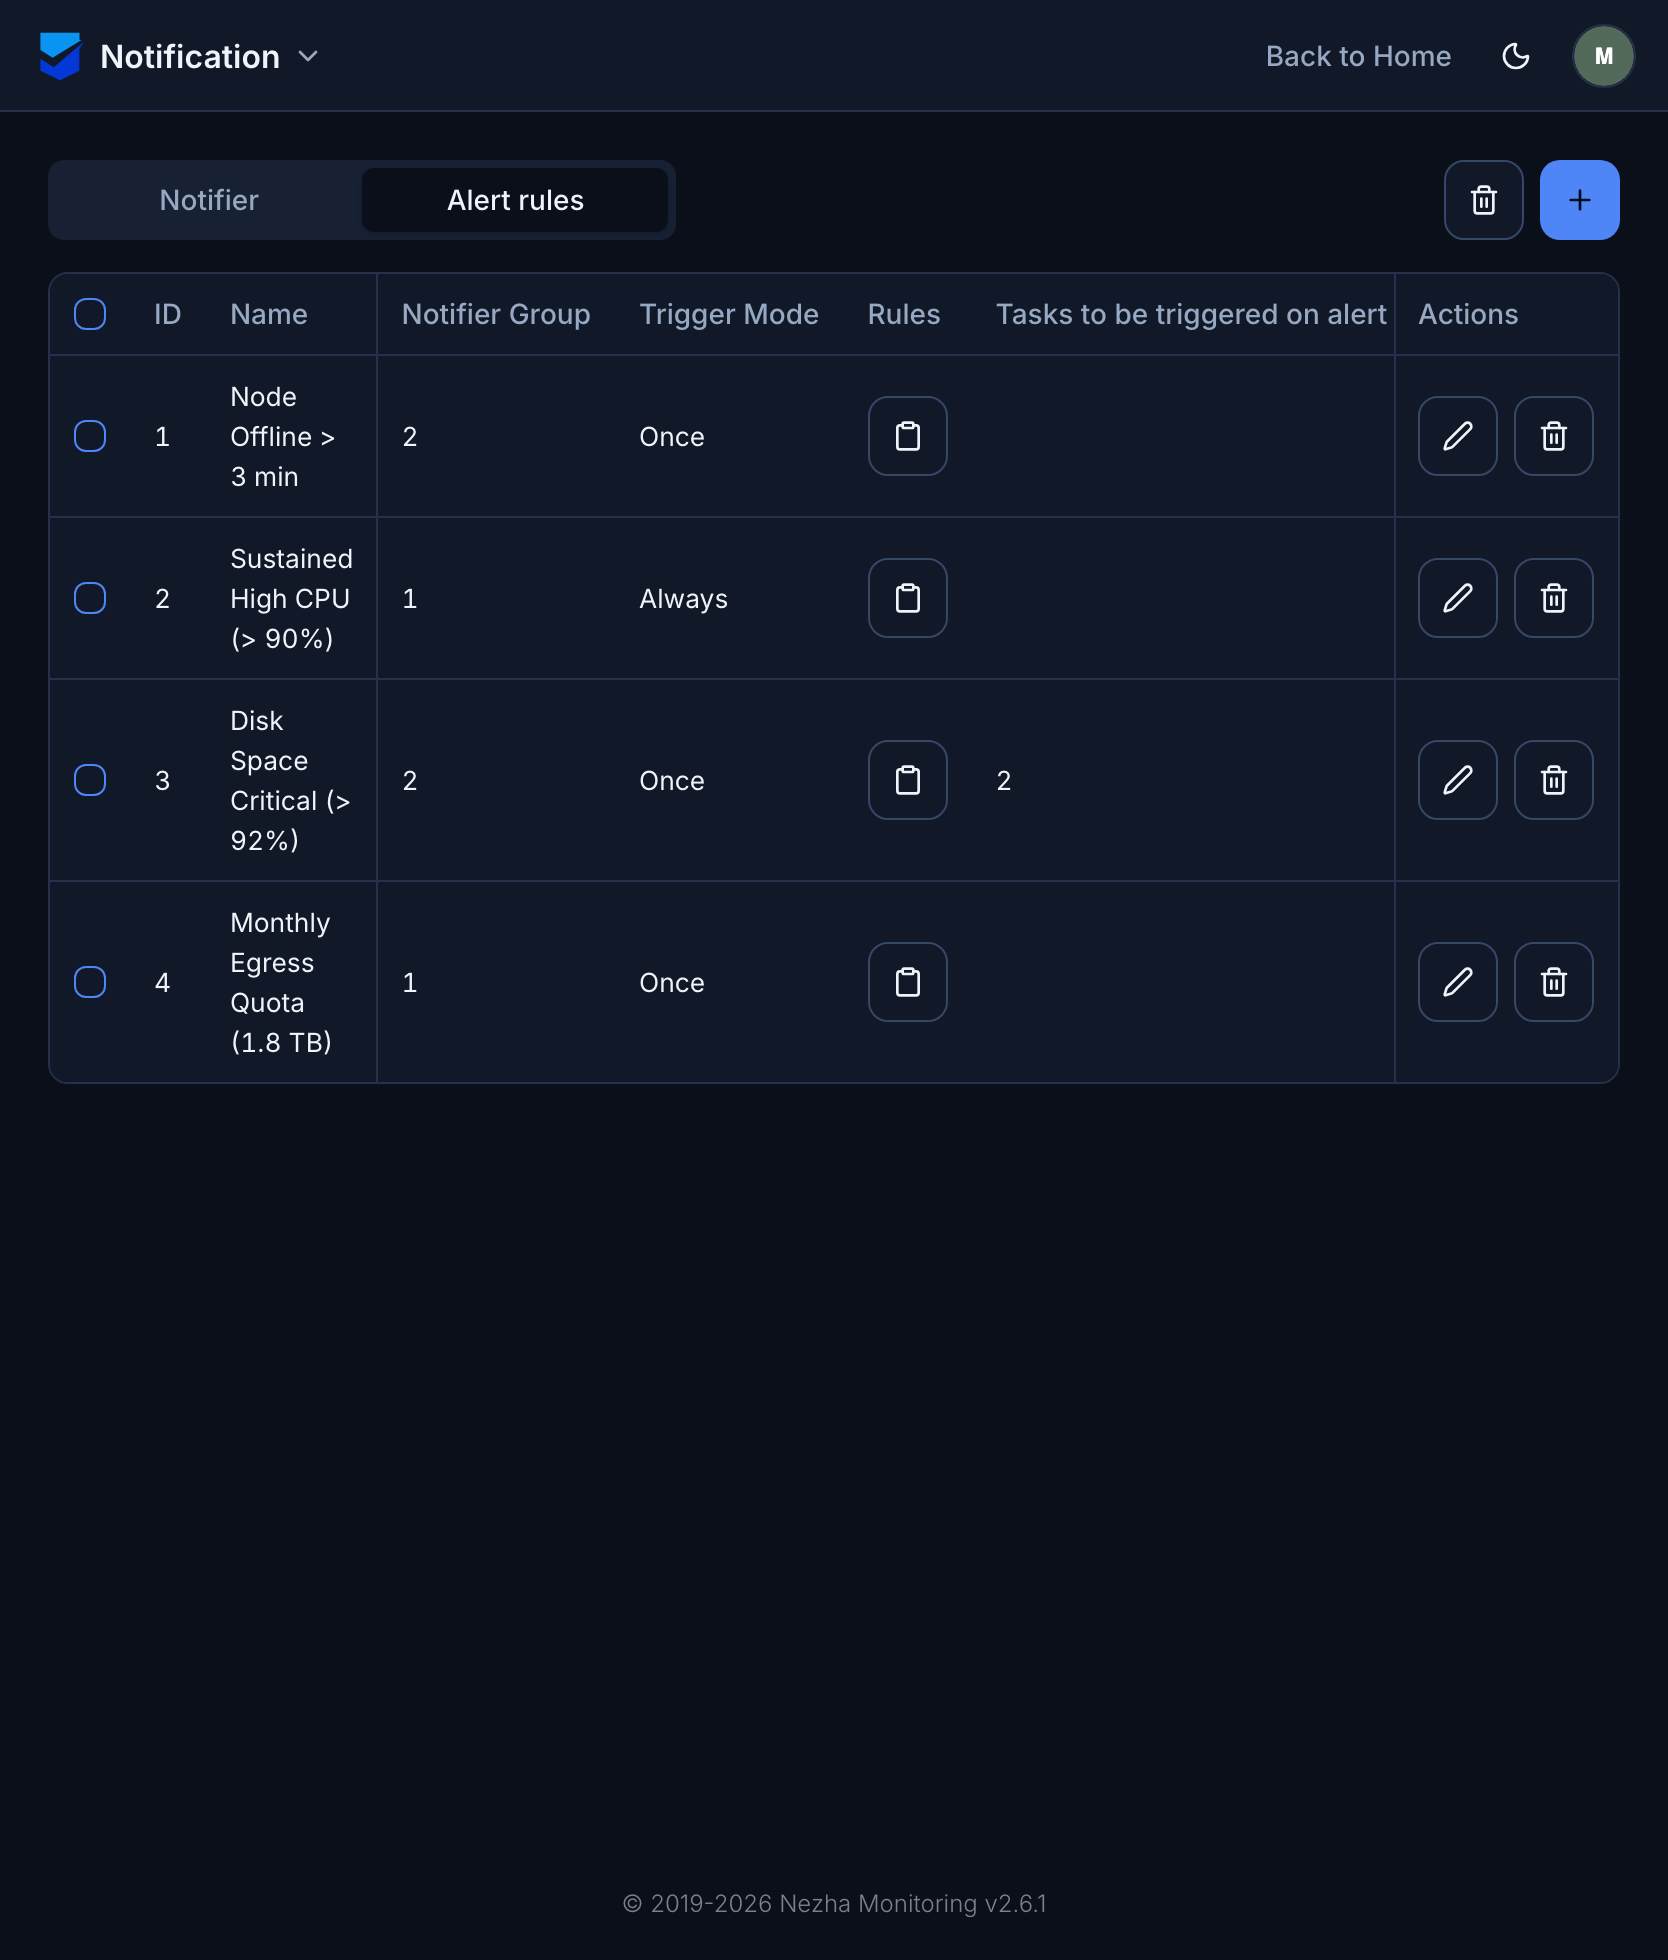 Notification
Back to Home
M
Notifier
Alert rules
ID
Name
Notifier Group
Trigger Mode
Rules
Tasks to be triggered on alert
Actions
1
Node
Offline >
3 min
2
Once
2
Sustained
High CPU
(> 90%)
1
Always
3
Disk
Space
Critical (>
92%)
2
Once
2
4
Monthly
Egress
Quota
(1.8 TB)
1
Once
© 2019-2026 Nezha Monitoring v2.6.1